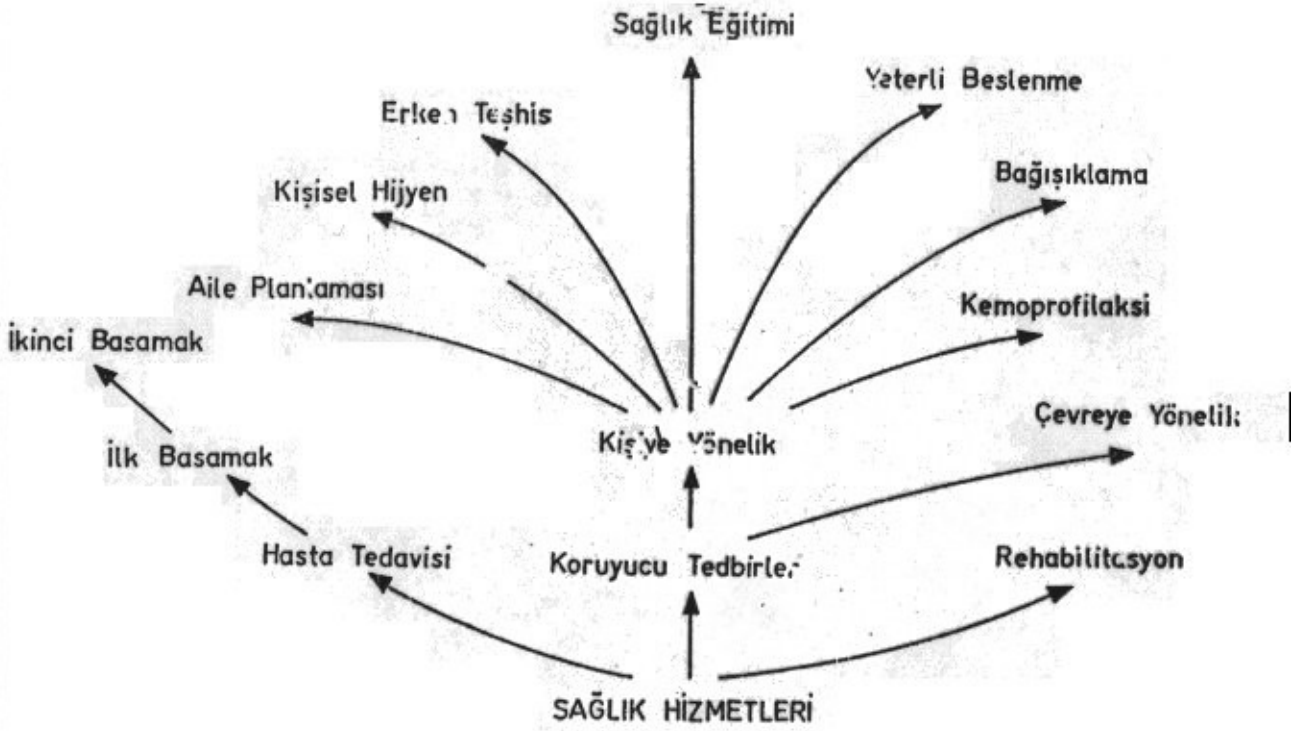 Sağlık Eğitimi
Yeterli Beslenme
Erken Teşhis
Bağışıklama
Kişisel Hijyen
Aile Planlaması
Kemoprofilaksi
İkinci Basamak
Çevreye Yönelik
Kişiye Yönelik
İlk Basamak
Hasta Tedavisi
Koruyucu Tedbirler
Rehabilitasyon
SAĞLIK HİZMETLERİ